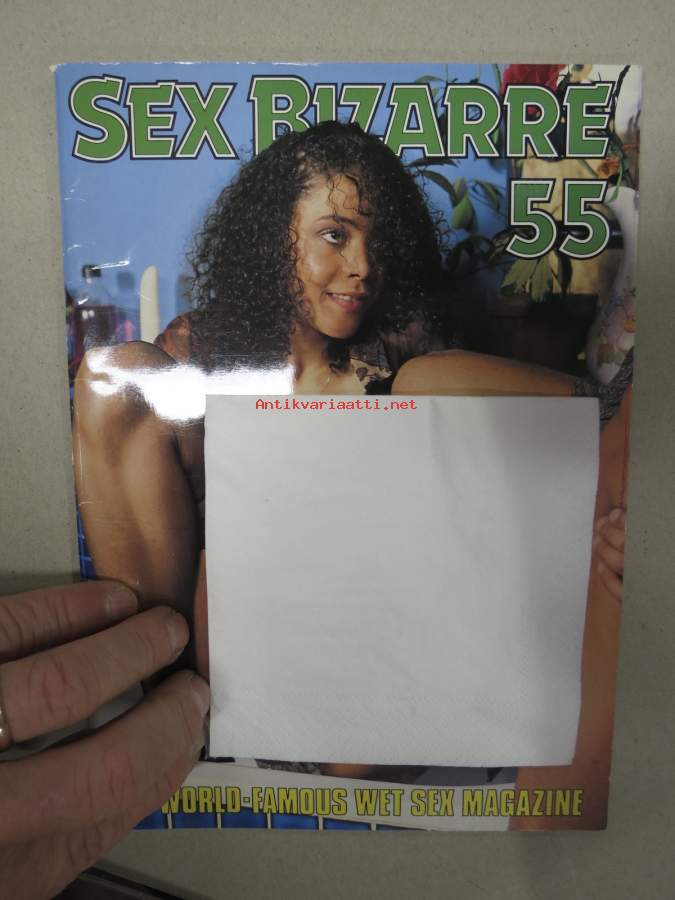 SEX BIZARRE
55
Antikvariaatti.net
WORLD-FAMOUS WET SEX MAGAZINE